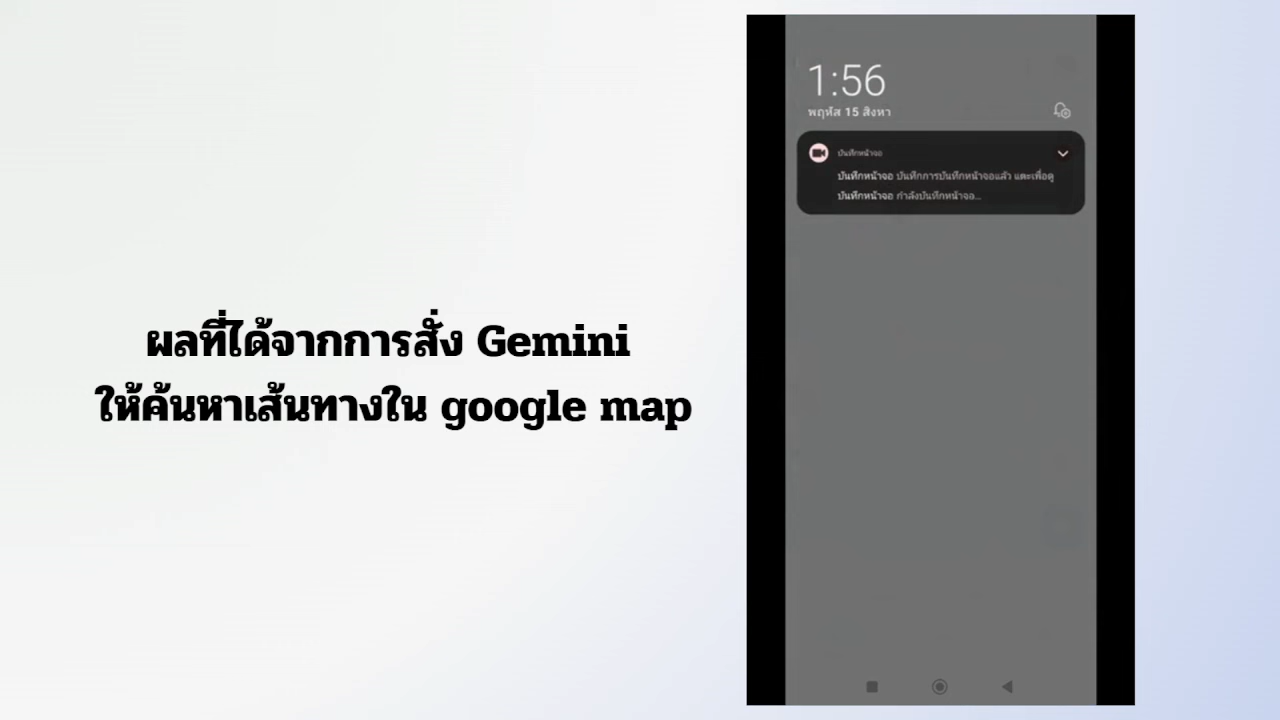 ผลที่ได้จากการสั่ง Gemini
ให้ค้นหาเส้นทางใน google map
1:56
พฤหัส 15 สิงหา
บันทึกหน้าจอ
บันทึกหน้าจอ บันทึกการบันทึกหน้าจอแล้ว แตะเพื่อดู
บันทึกหน้าจอ กำลังบันทึกหน้าจอ...